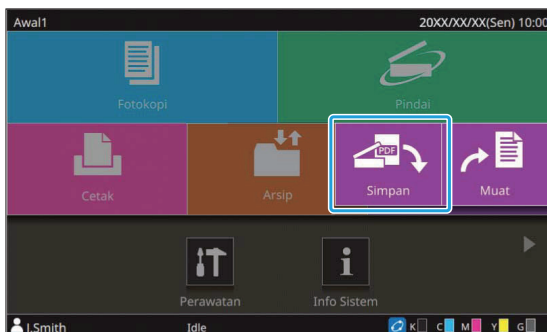 Awal1 20XX/XX/XX(Sen) 10:00
Fotokopi Pindai
Cetak Arsip PDF Simpan Muat
Perawatan Info Sistem
J.Smith Idle K C M Y G